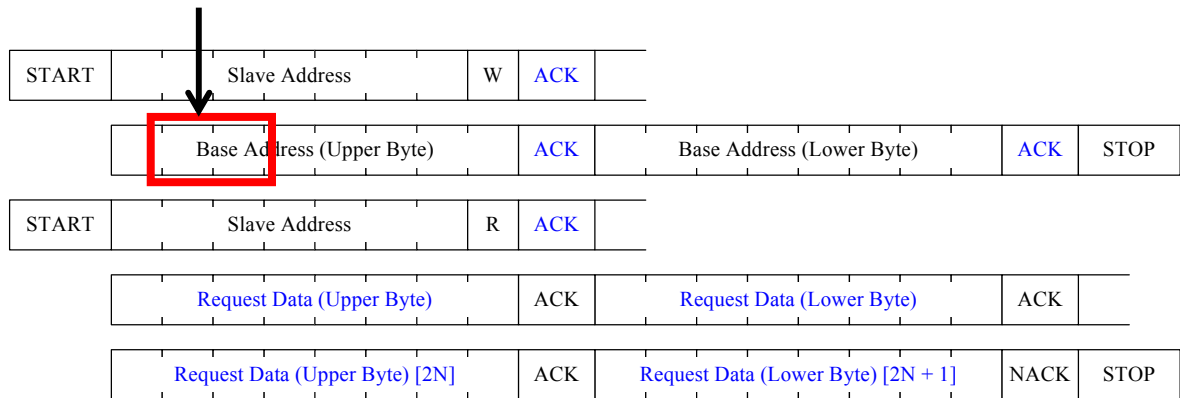 START Slave Address W ACK
Base Address (Upper Byte) ACK Base Address (Lower Byte) ACK STOP
START Slave Address R ACK
Request Data (Upper Byte) ACK Request Data (Lower Byte) ACK
Request Data (Upper Byte) [2N] ACK Request Data (Lower Byte) [2N + 1] NACK STOP